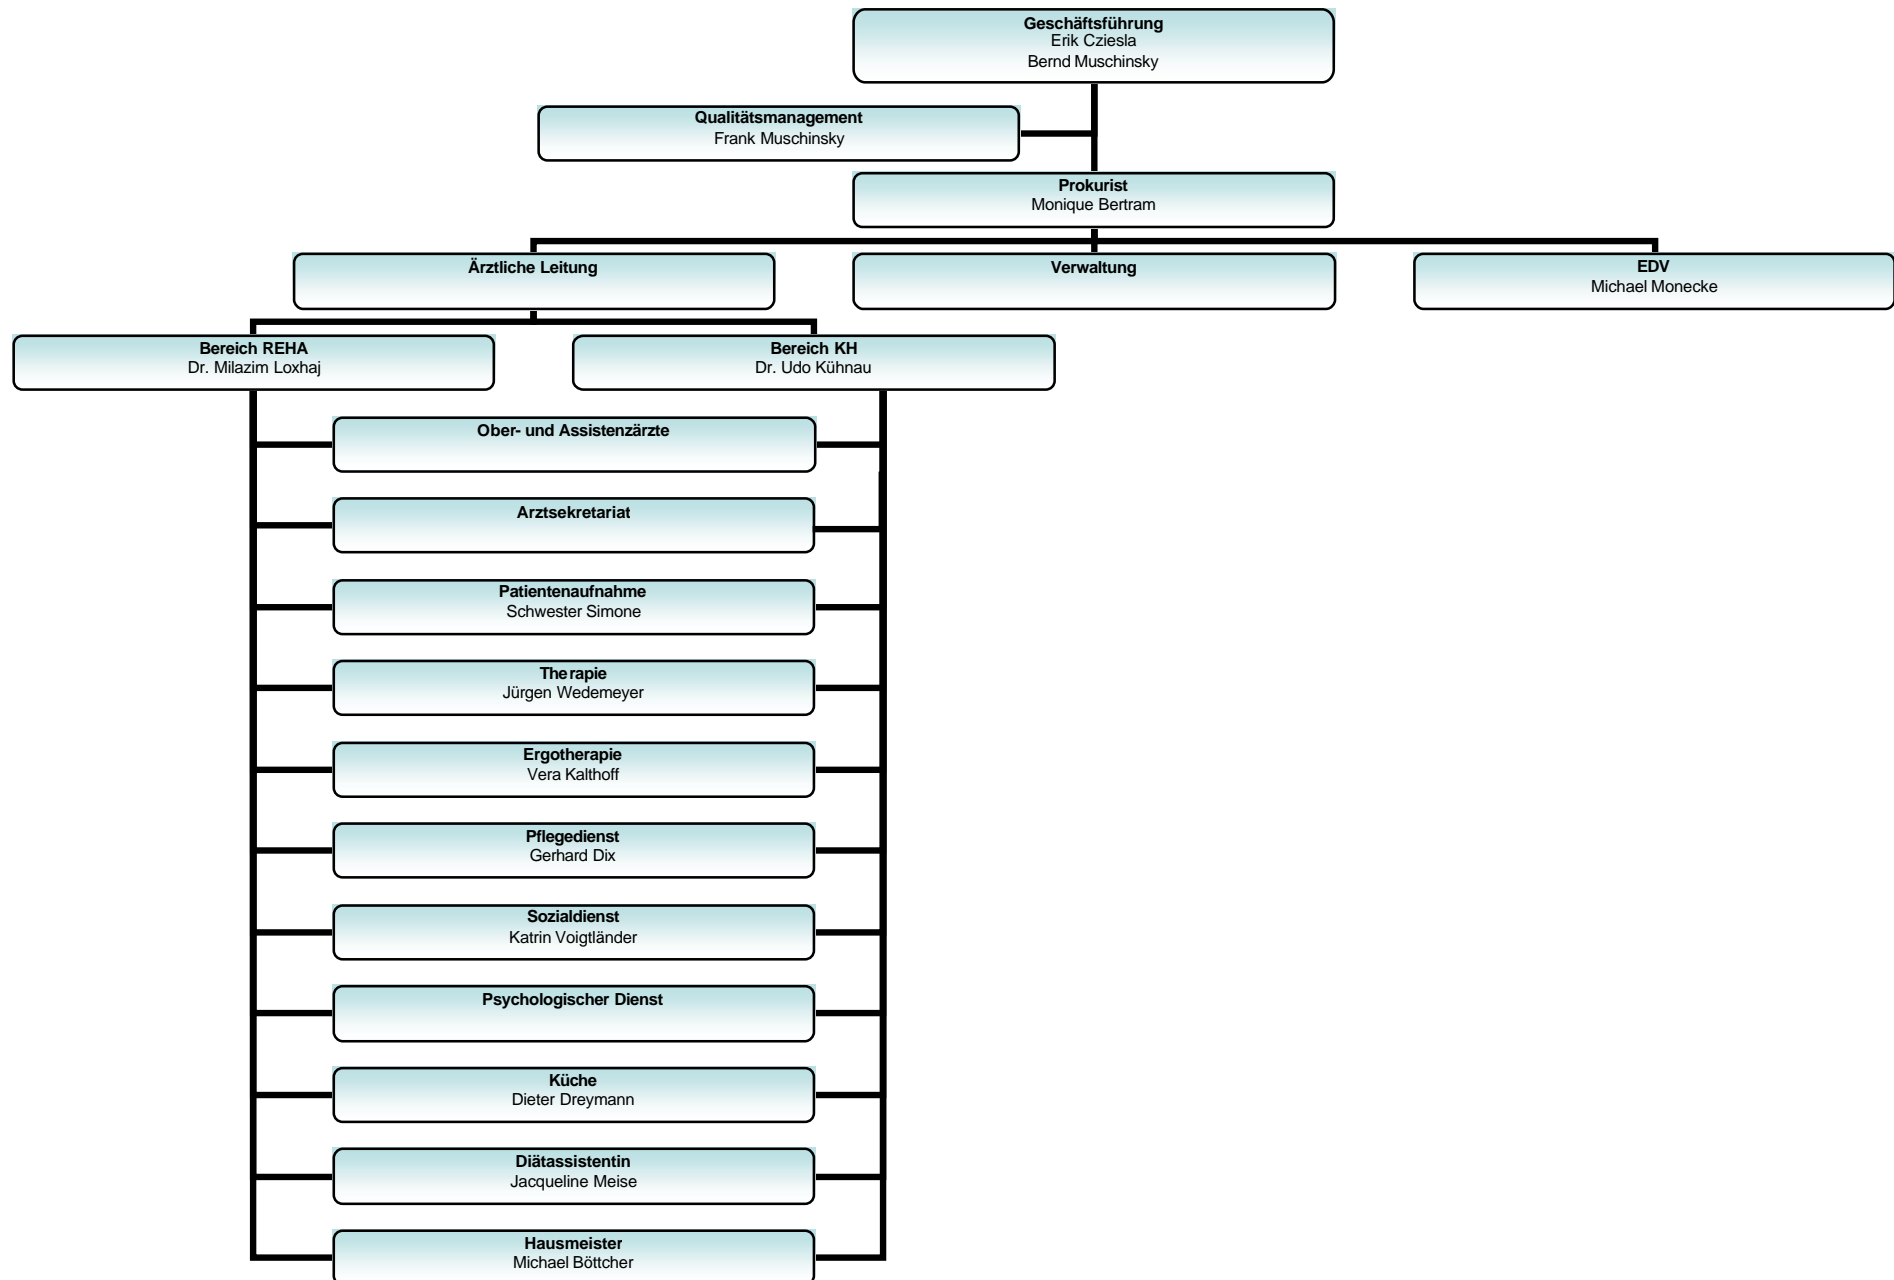 Geschäftsführung
Erik Cziesla
Bernd Muschinsky
Qualitätsmanagement
Frank Muschinsky
Prokurist
Monique Bertram
Ärztliche Leitung
Verwaltung
EDV
Michael Monecke
Bereich REHA
Dr. Milazim Loxhaj
Bereich KH
Dr. Udo Kühnau
Ober- und Assistenzärzte
Arztsekretariat
Patientenaufnahme
Schwester Simone
Therapie
Jürgen Wedemeyer
Ergotherapie
Vera Kalthoff
Pflegedienst
Gerhard Dix
Sozialdienst
Katrin Voigtländer
Psychologischer Dienst
Küche
Dieter Dreymann
Diätassistentin
Jacqueline Meise
Hausmeister
Michael Böttcher